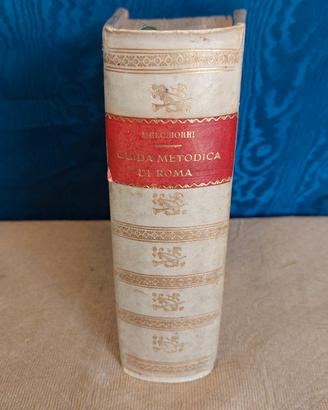 MELCHIORRI
GUIDA METODICA
DI ROMA